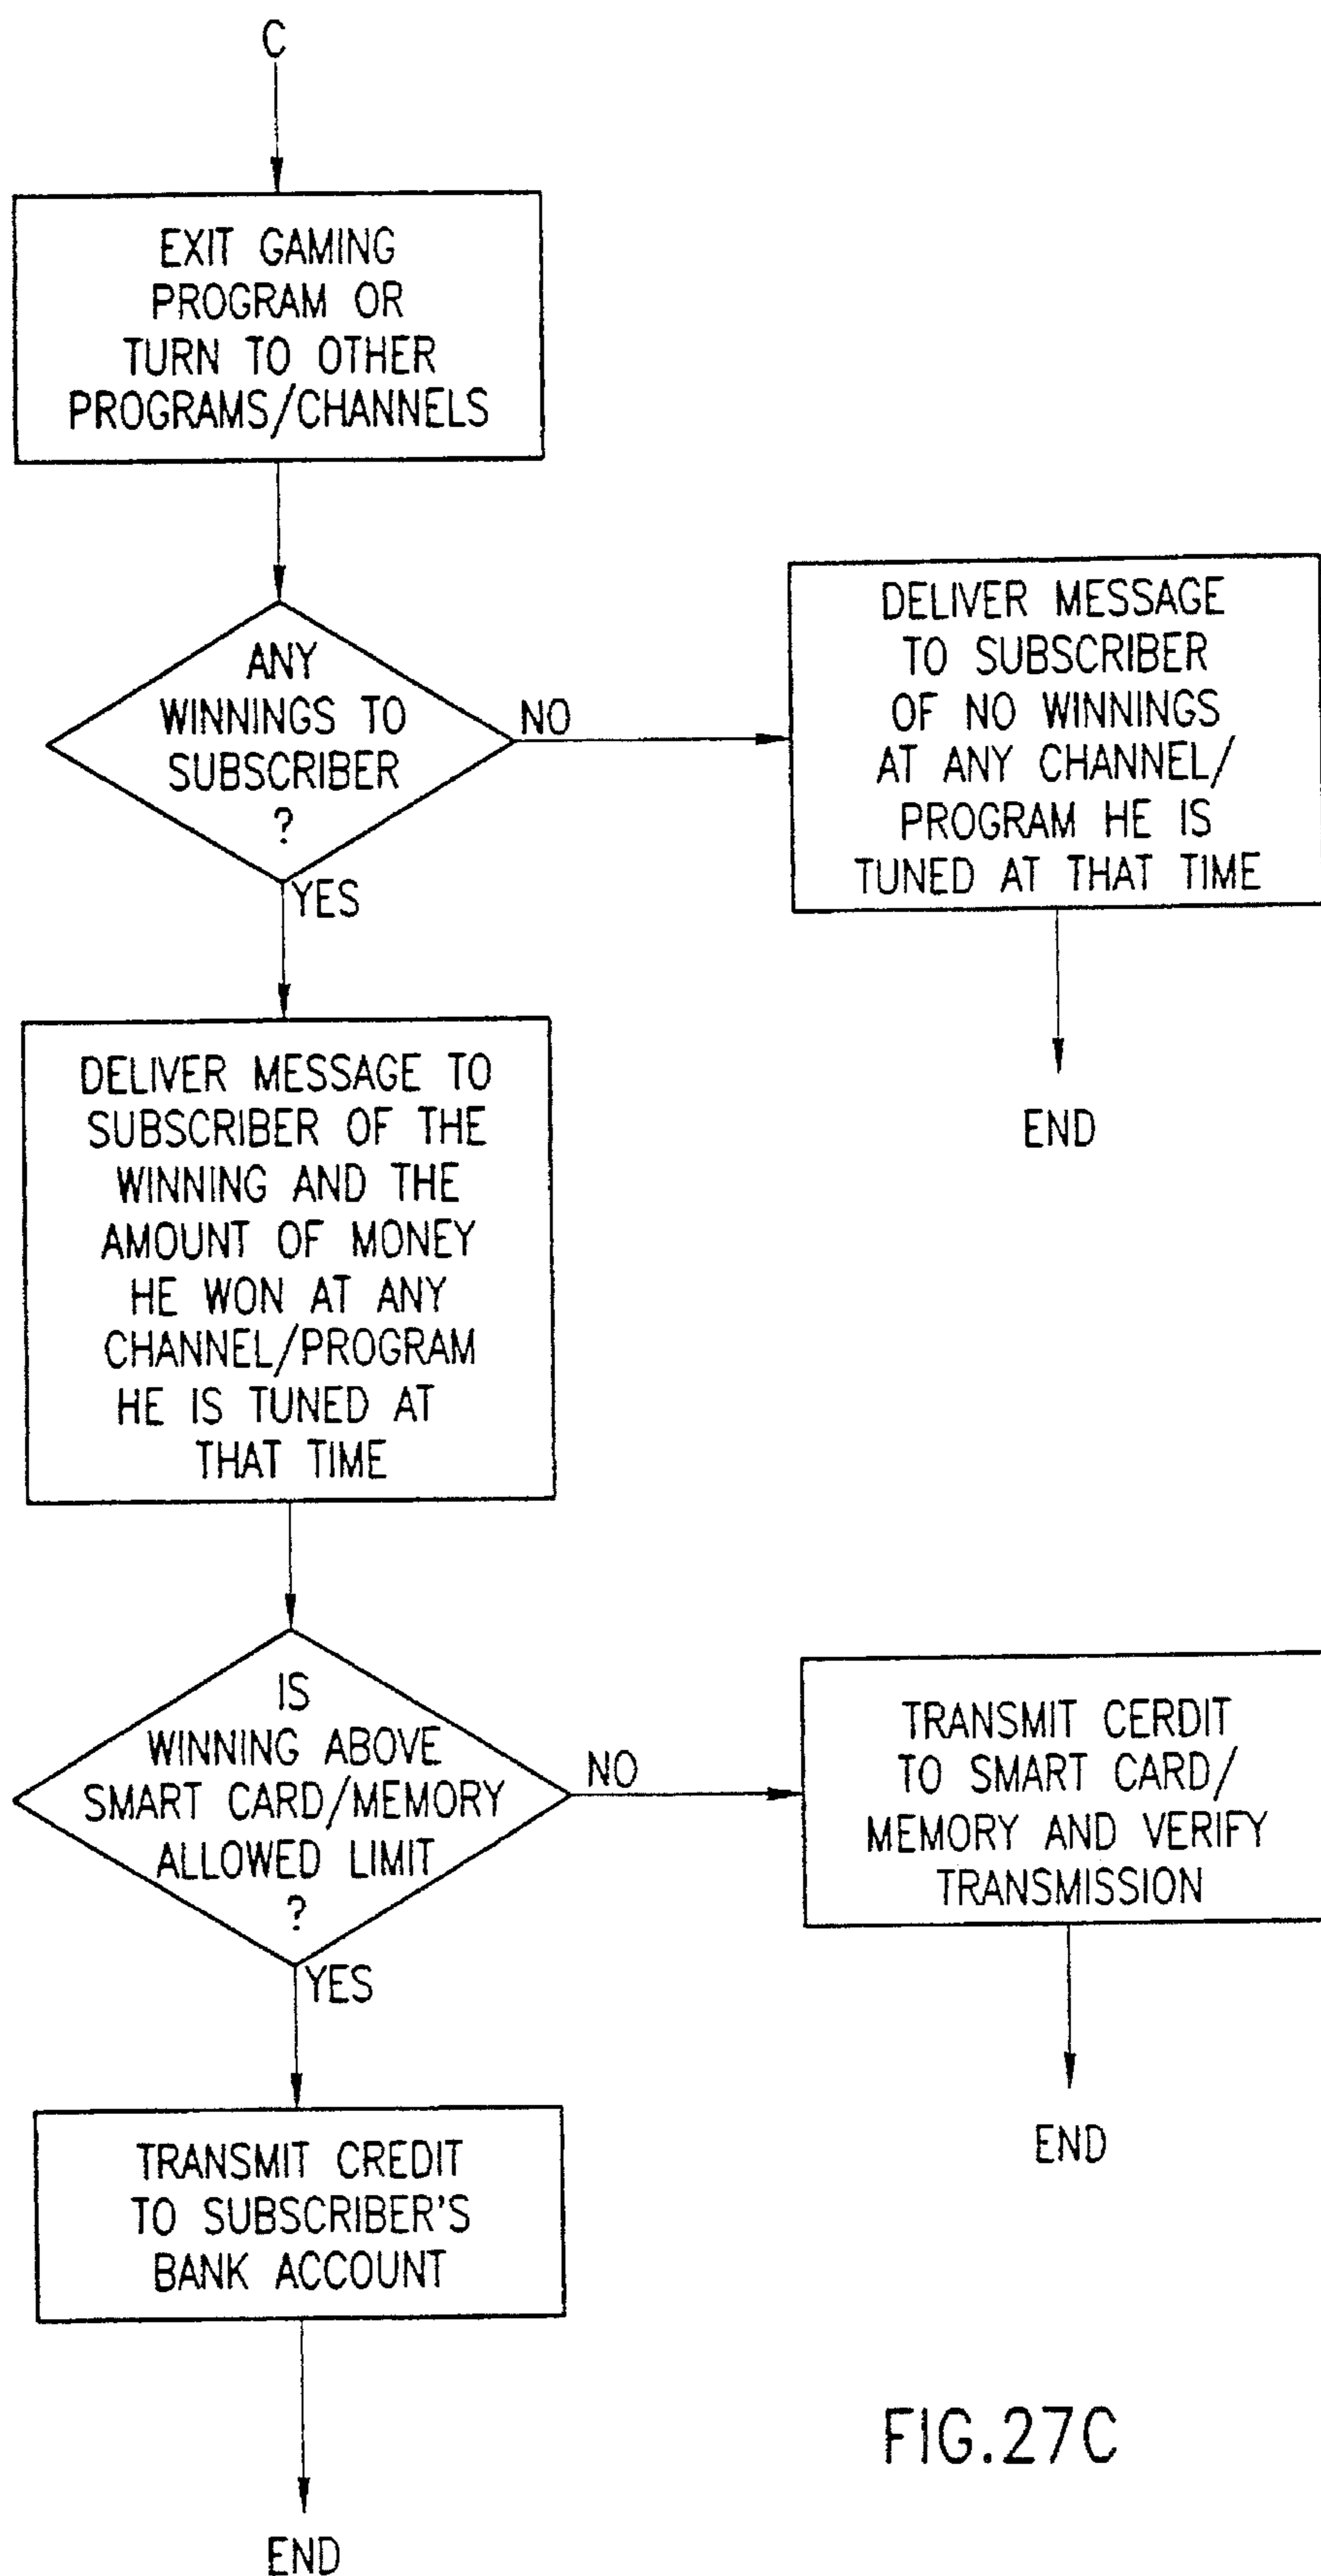 C
EXIT GAMING
PROGRAM OR
TURN TO OTHER
PROGRAMS/CHANNELS
ANY
WINNINGS TO
SUBSCRIBER
?
NO
DELIVER MESSAGE
TO SUBSCRIBER
OF NO WINNINGS
AT ANY CHANNEL/
PROGRAM HE IS
TUNED AT THAT TIME
END
YES
DELIVER MESSAGE TO
SUBSCRIBER OF THE
WINNING AND THE
AMOUNT OF MONEY
HE WON AT ANY
CHANNEL/PROGRAM
HE IS TUNED AT
THAT TIME
IS
WINNING ABOVE
SMART CARD/MEMORY
ALLOWED LIMIT
?
NO
TRANSMIT CERDIT
TO SMART CARD/
MEMORY AND VERIFY
TRANSMISSION
END
YES
TRANSMIT CREDIT
TO SUBSCRIBER'S
BANK ACCOUNT
END
FIG.27C